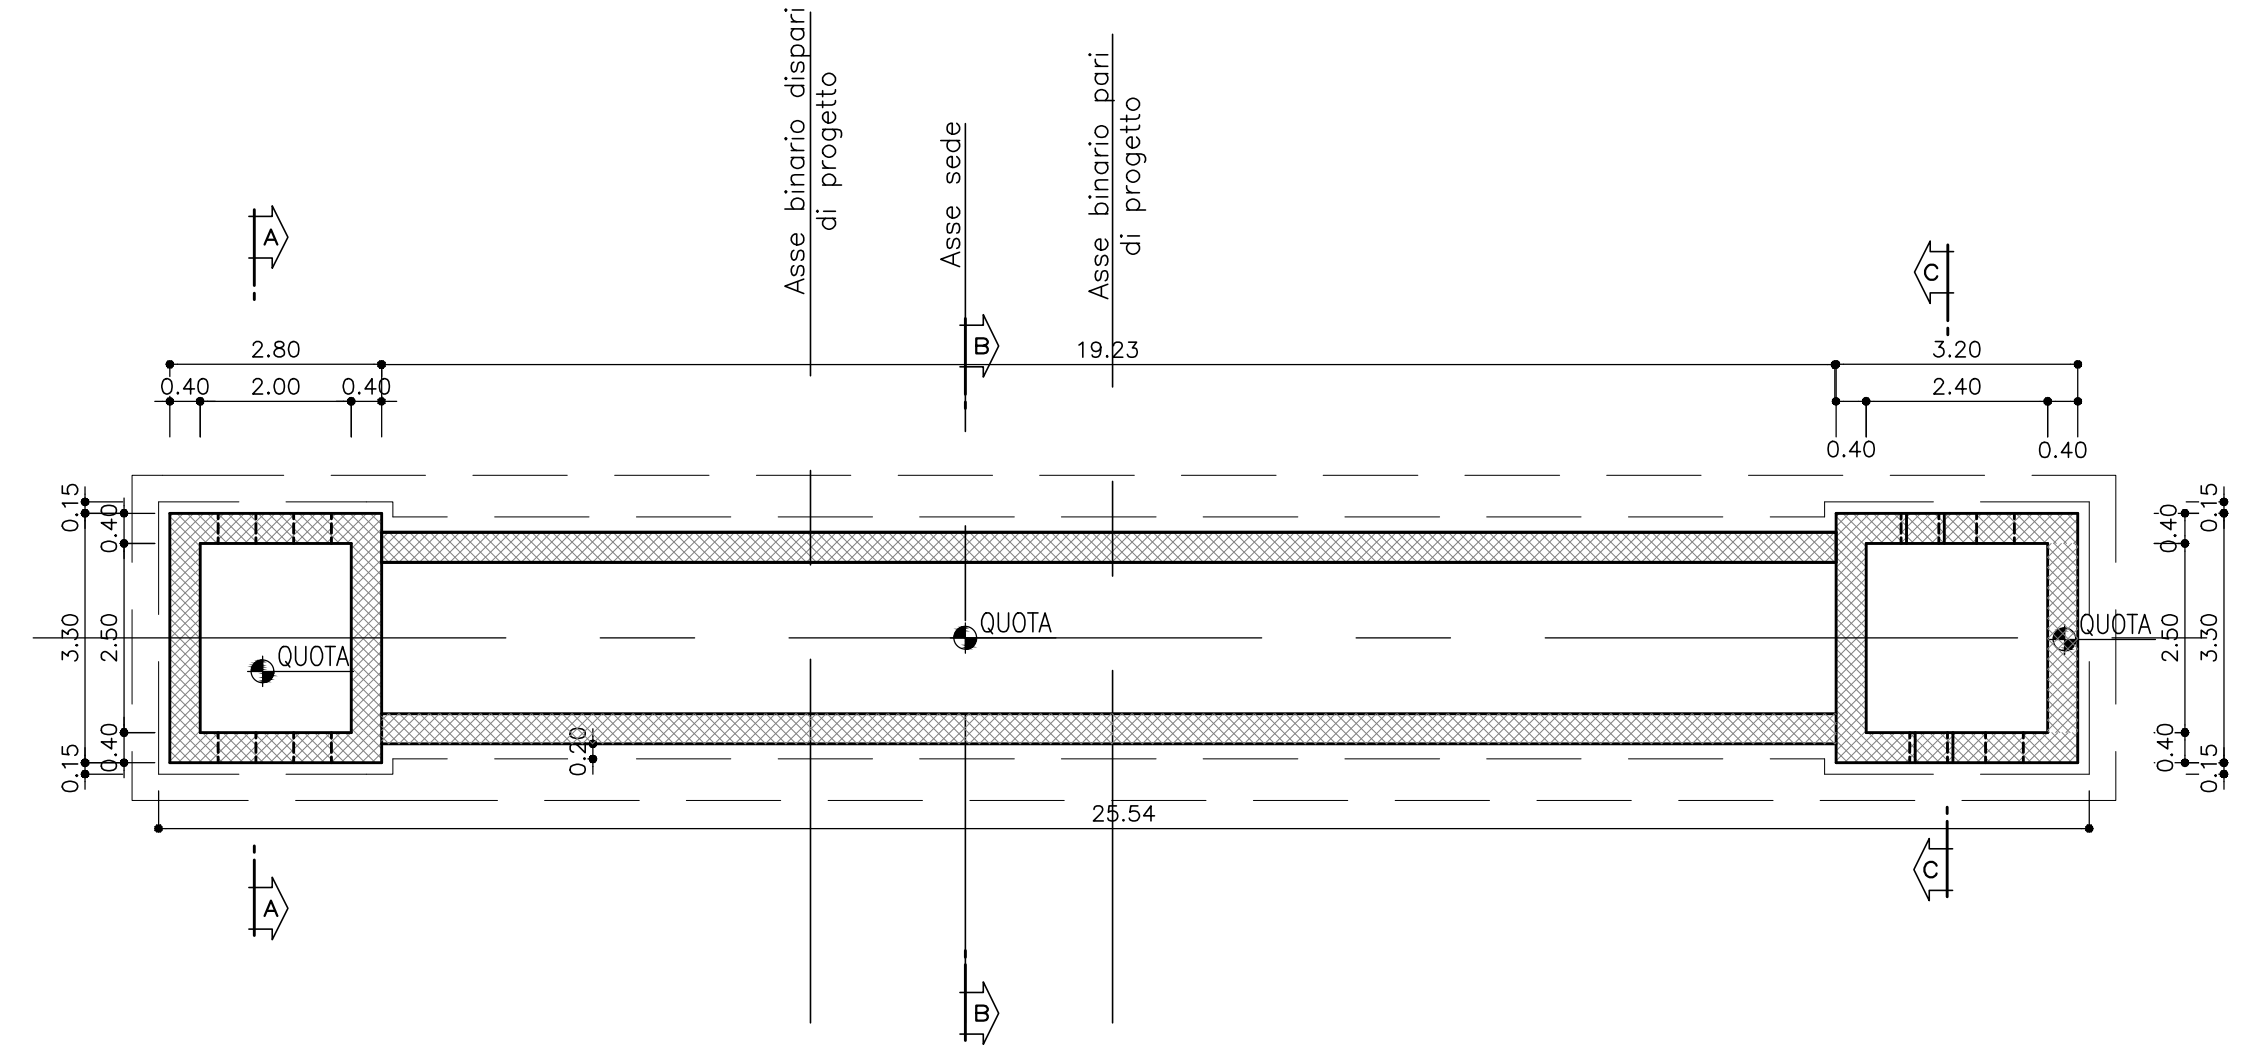 Asse binario dispari
di progetto
Asse sede
Asse binario pari
di progetto
A
C
B
2.80
19.23
3.20
0.40
2.00
0.40
2.40
0.40
0.40
0.15
0.40
0.15
0.40
3.30
2.50
QUOTA
QUOTA
QUOTA
2.50
3.30
0.15
0.40
0.20
0.40
0.15
25.54
A
C
B